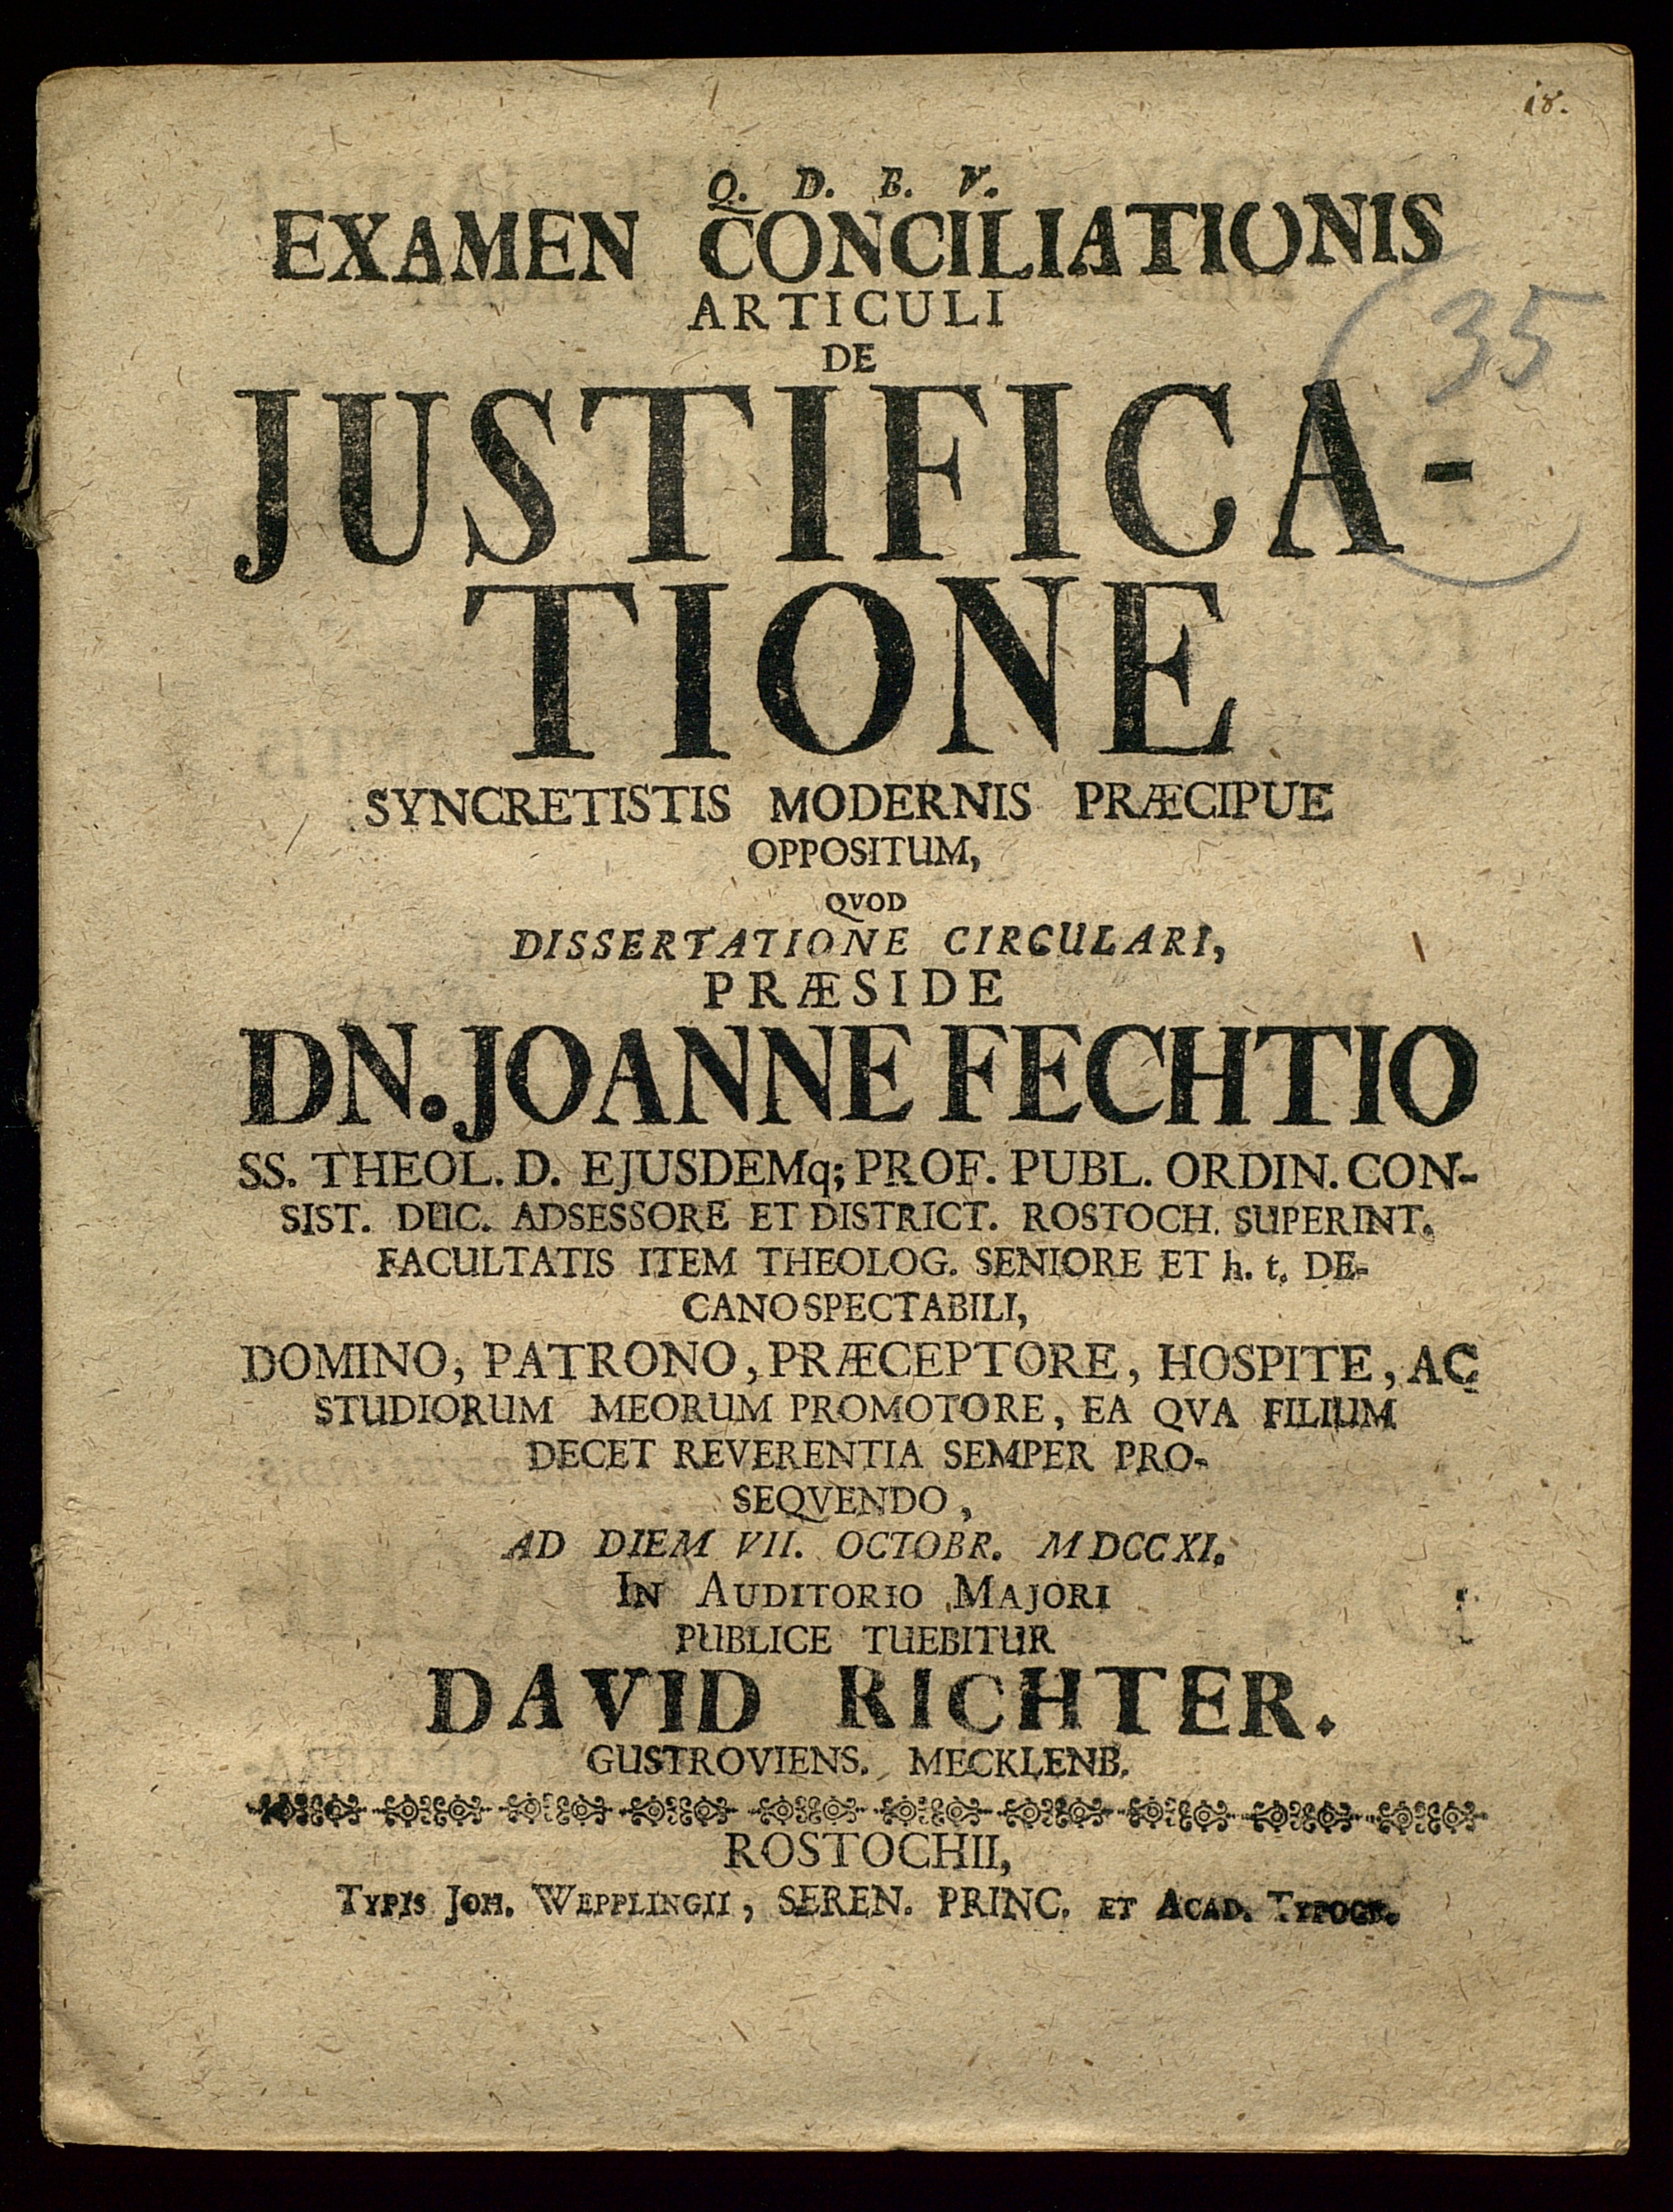 i8.
Q. D. B. V.
EXAMEN CONCILIATIONIS
ARTICULI
DE
35
JUSTIFICA-
TIONE
SYNCRETISTIS MODERNIS PRÆCIPUE
OPPOSITUM,
QVOD
DISSERTATIONE CIRCULARI,
PRÆSIDE
DN. JOANNE FECHTIO
SS. THEOL. D. EJUSDEMq; PROF. PUBL. ORDIN. CON-
SIST. DUC. ADSESSORE ET DISTRICT. ROSTOCH. SUPERINT.
FACULTATIS ITEM THEOLOG. SENIORE ET h. t. DE-
CANO SPECTABILI,
DOMINO, PATRONO, PRÆCEPTORE, HOSPITE, AC
STUDIORUM MEORUM PROMOTORE, EA QVA FILIUM
DECET REVERENTIA SEMPER PRO-
SEQVENDO,
AD DIEM VII. OCTOBR. MDCCXI.
IN AUDITORIO MAJORI
PUBLICE TUEBITUR
DAVID RICHTER.
GUSTROVIENS. MECKLENB.
ROSTOCHII,
TYPIS JOH. WEPPLINGII, SEREN. PRINC. ET ACAD. TYPOGR.